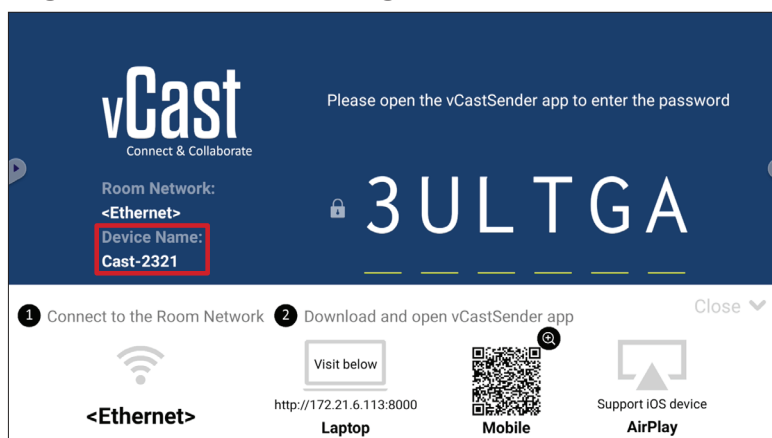 vCast
Connect & Collaborate
Please open the vCastSender app to enter the password
Room Network:
<Ethernet>
Device Name:
Cast-2321
3ULTGA
Close
1 Connect to the Room Network
2 Download and open vCastSender app
<Ethernet>
Visit below
http://172.21.6.113:8000
Laptop
Mobile
Support iOS device
AirPlay